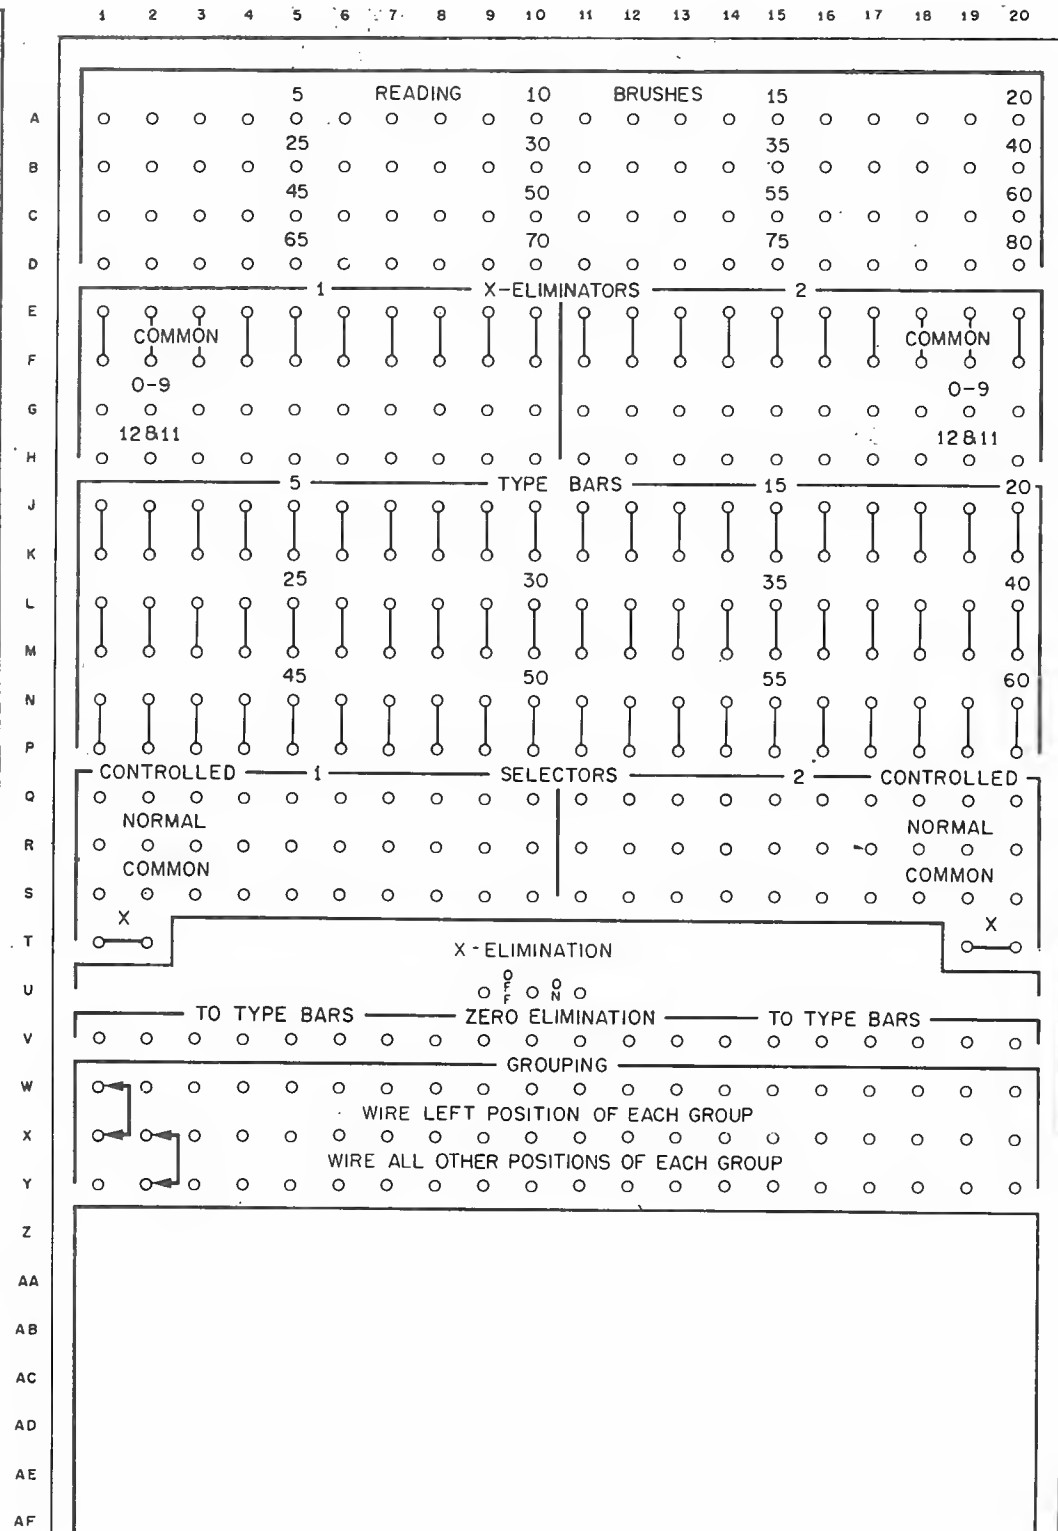 1 2 3 4 5 6 7 8 9 10 11 12 13 14 15 16 17 18 19 20
5 READING 10 BRUSHES 15 20
A
25 30 35 40
B
45 50 55 60
C
65 70 75 80
D
1 X-ELIMINATORS 2
E
COMMON COMMON
F
0-9 0-9
G
12&11 12&11
H
5 TYPE BARS 15 20
J
K
25 30 35 40
L
M
45 50 55 60
N
P
CONTROLLED 1 SELECTORS 2 CONTROLLED
Q
NORMAL NORMAL
R
COMMON COMMON
S
X X
T
X-ELIMINATION
U OFF ON
TO TYPE BARS ZERO ELIMINATION TO TYPE BARS
V
GROUPING
W
WIRE LEFT POSITION OF EACH GROUP
X
WIRE ALL OTHER POSITIONS OF EACH GROUP
Y
Z
AA
AB
AC
AD
AE
AF